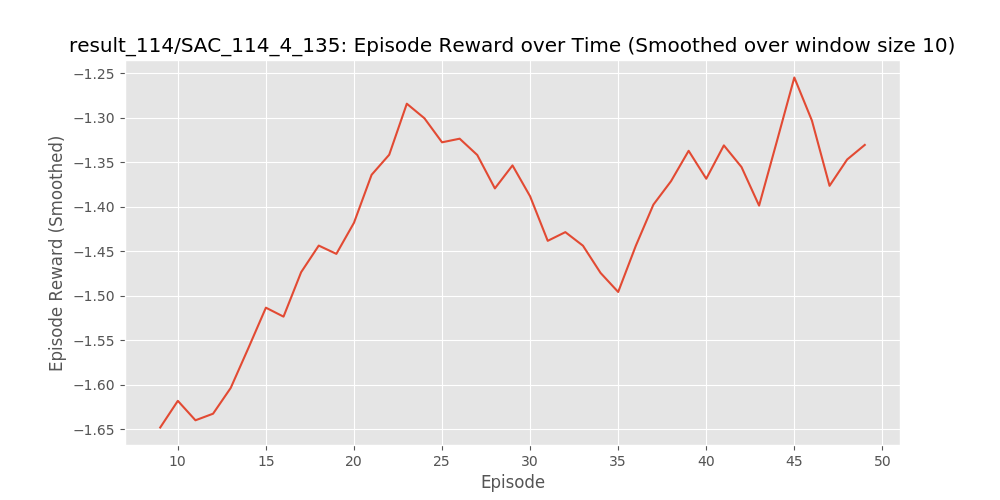 result_114/SAC_114_4_135: Episode Reward over Time (Smoothed over window size 10)
Episode Reward (Smoothed)
−1.25
−1.30
−1.35
−1.40
−1.45
−1.50
−1.55
−1.60
−1.65
10 15 20 25 30 35 40 45 50
Episode